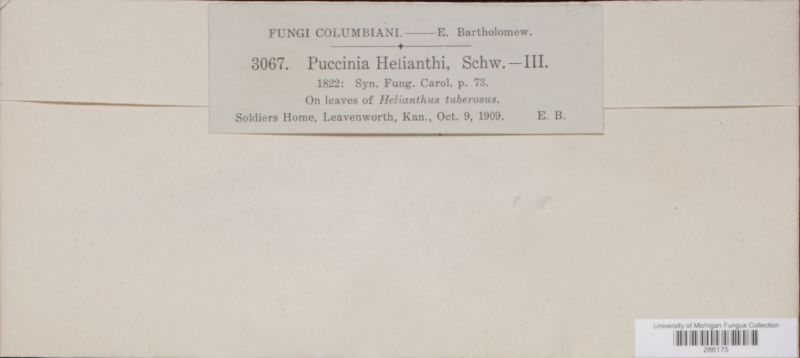 FUNGI COLUMBIANI.——E. Bartholomew.
3067. Puccinia Helianthi, Schw.—III.
1822: Syn. Fung. Carol. p. 73.
On leaves of Helianthus tuberosus.
Soldiers Home, Leavenworth, Kan., Oct. 9, 1909. E. B.
University of Michigan Fungus Collection
286175